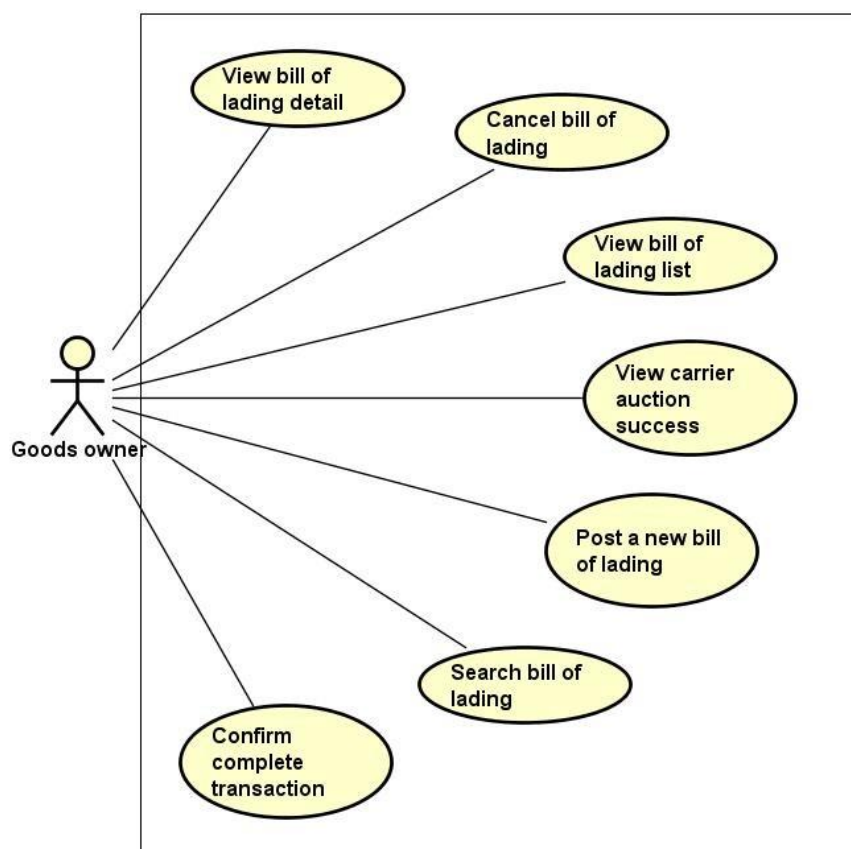 View bill of
lading detail
Cancel bill of
lading
View bill of
lading list
View carrier
auction
success
Goods owner
Post a new bill
of lading
Search bill of
lading
Confirm
complete
transaction